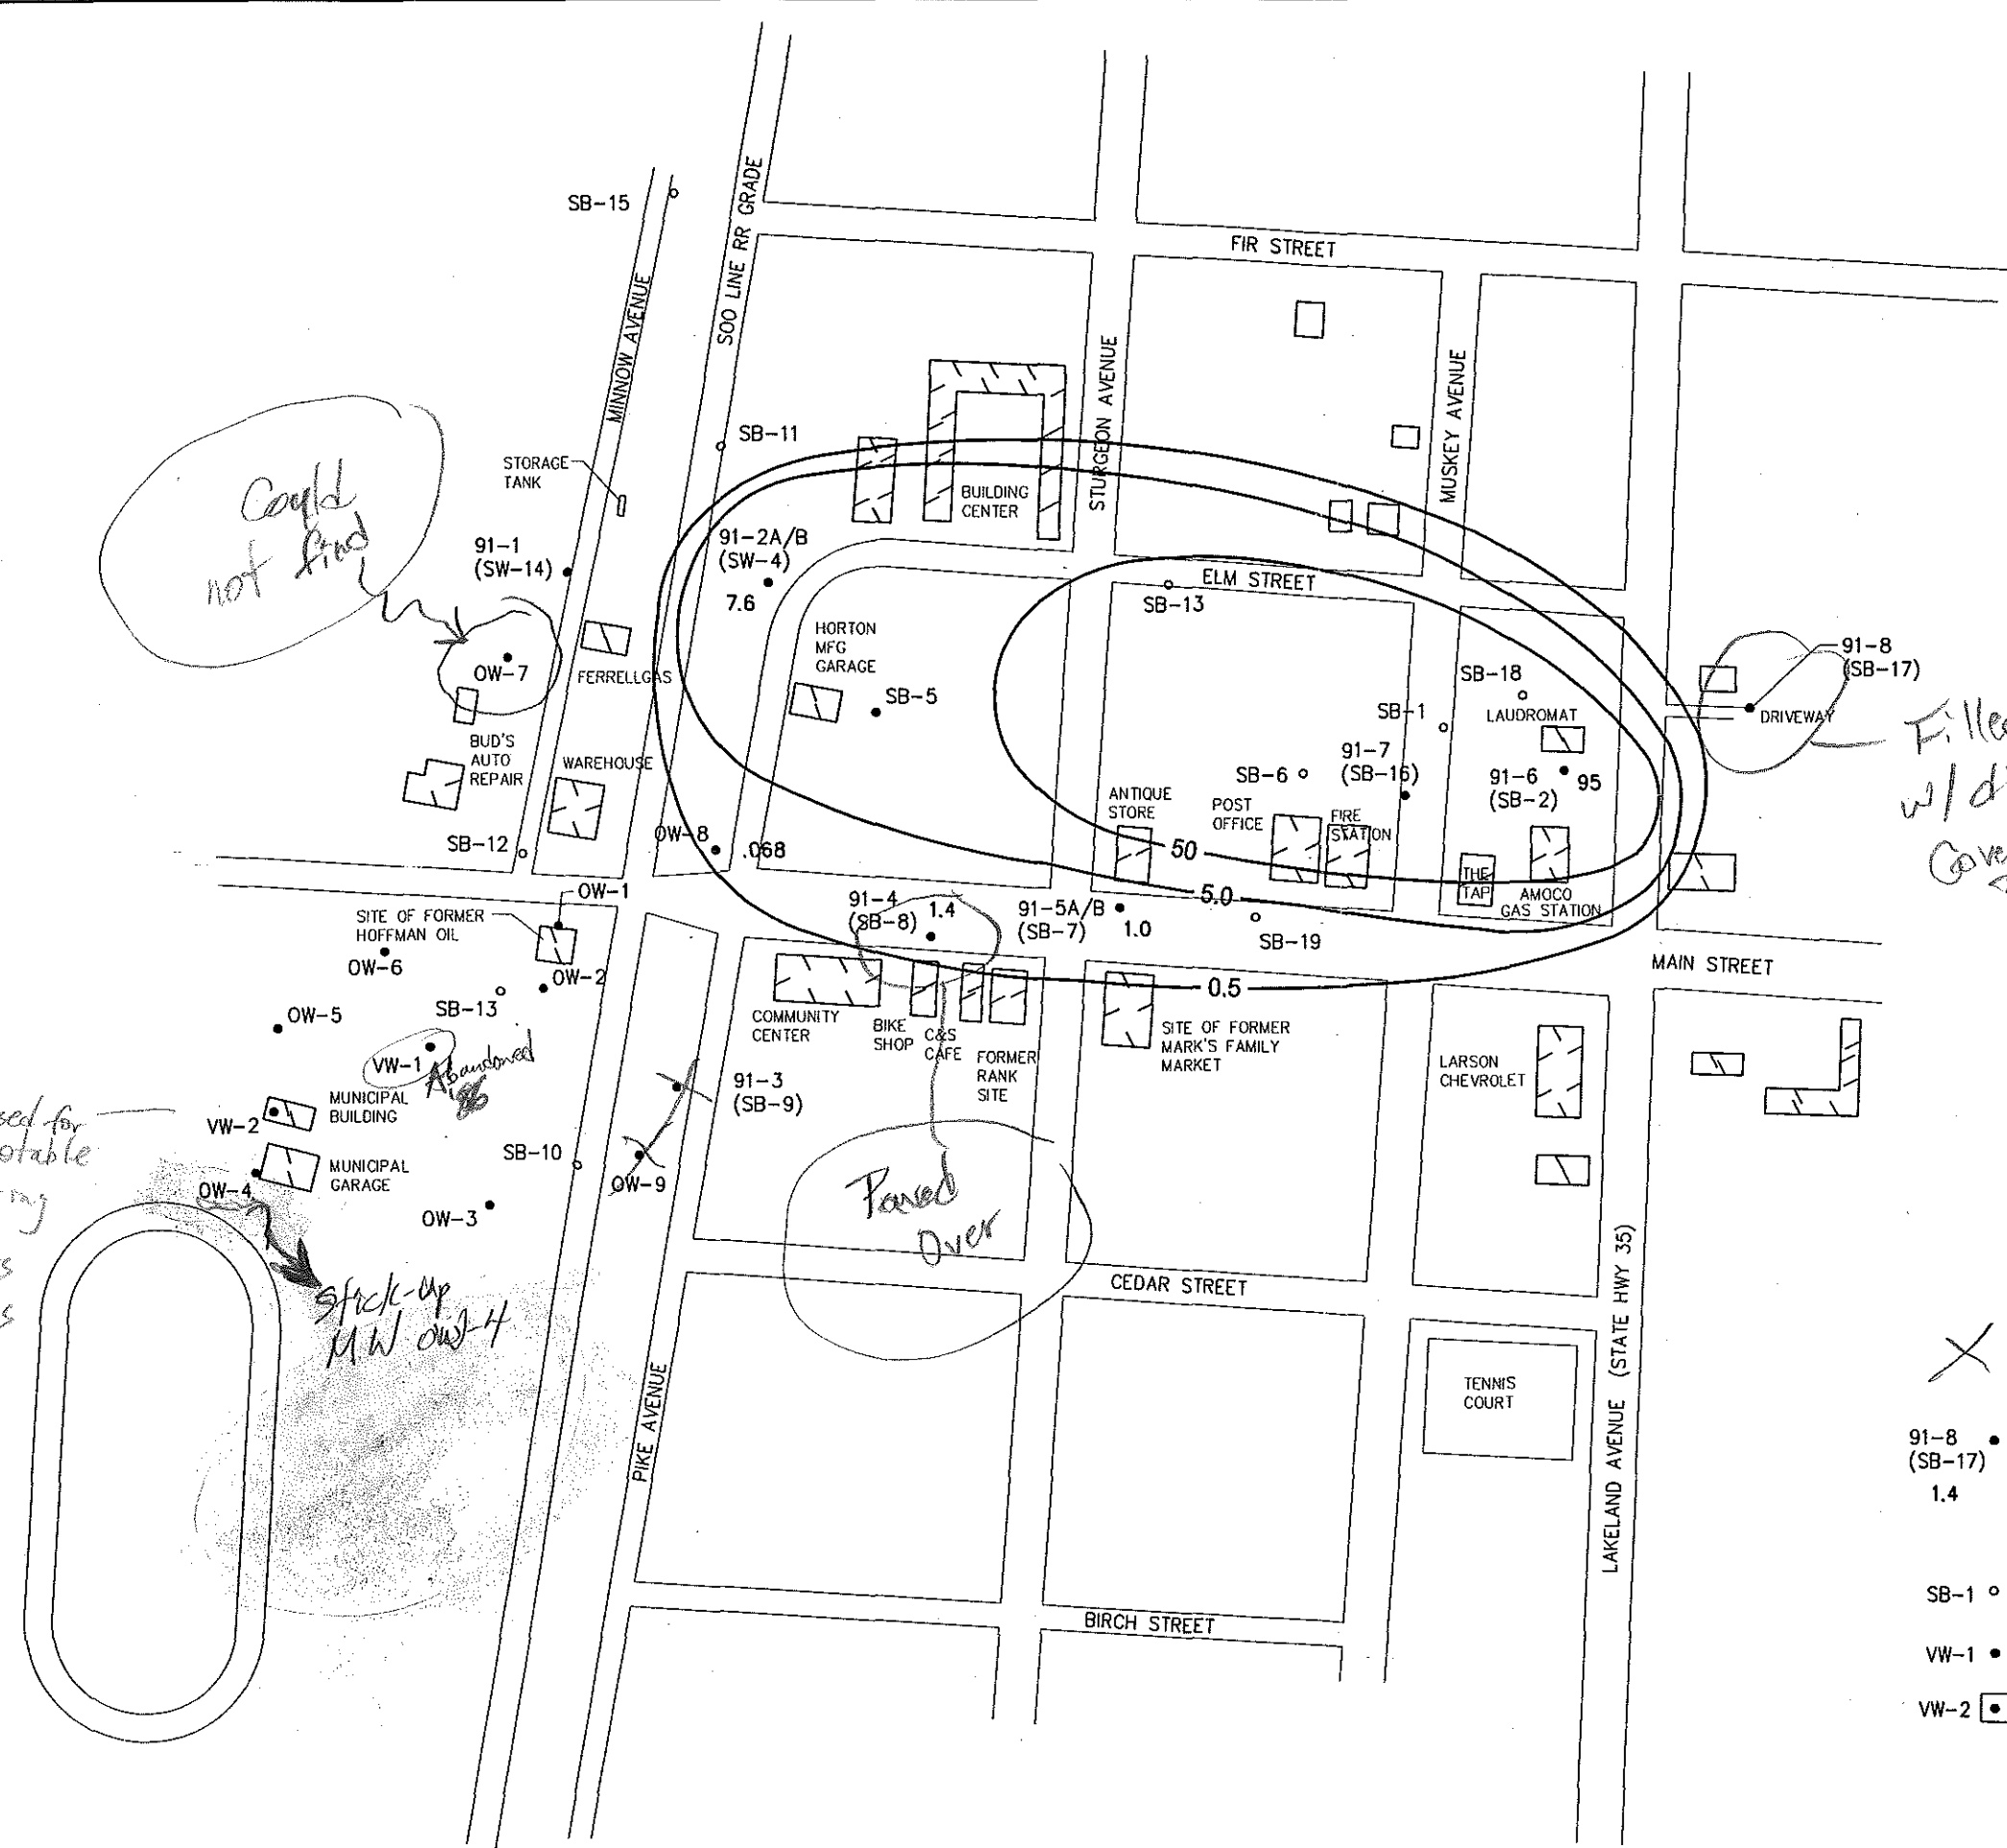 SB-15
SOO LINE RR GRADE
MINNOW AVENUE
FIR STREET
STURGEON AVENUE
MUSKEY AVENUE
SB-11
STORAGE
TANK
BUILDING
CENTER
Could
not find
91-1
(SW-14)
91-2A/B
(SW-4)
7.6
ELM STREET
SB-13
HORTON
MFG
GARAGE
OW-7
FERRELLGAS
SB-5
SB-18
LAUDROMAT
SB-1
91-8
(SB-17)
DRIVEWAY
Filled
w/
BUD'S
AUTO
REPAIR
WAREHOUSE
SB-6
91-7
(SB-16)
91-6
(SB-2)
95
ANTIQUE
STORE
POST
OFFICE
FIRE
STATION
SB-12
OW-8
.068
50
THE
TAP
AMOCO
GAS STATION
OW-1
SITE OF FORMER
HOFFMAN OIL
OW-6
91-4
(SB-8)
1.4
91-5A/B
(SB-7)
1.0
5.0
SB-19
MAIN STREET
OW-2
SB-13
OW-5
0.5
COMMUNITY
CENTER
BIKE
SHOP
C&S
CAFE
FORMER
RANK
SITE
SITE OF FORMER
MARK'S FAMILY
MARKET
LARSON
CHEVROLET
VW-1
Abandoned
91-3
(SB-9)
VW-2
MUNICIPAL
BUILDING
MUNICIPAL
GARAGE
OW-4
SB-10
OW-9
OW-3
Paved
Over
Stick-up
MW OW-4
CEDAR STREET
LAKELAND AVENUE (STATE HWY 35)
TENNIS
COURT
PIKE AVENUE
BIRCH STREET
X
91-8
(SB-17)
1.4
SB-1
VW-1
VW-2